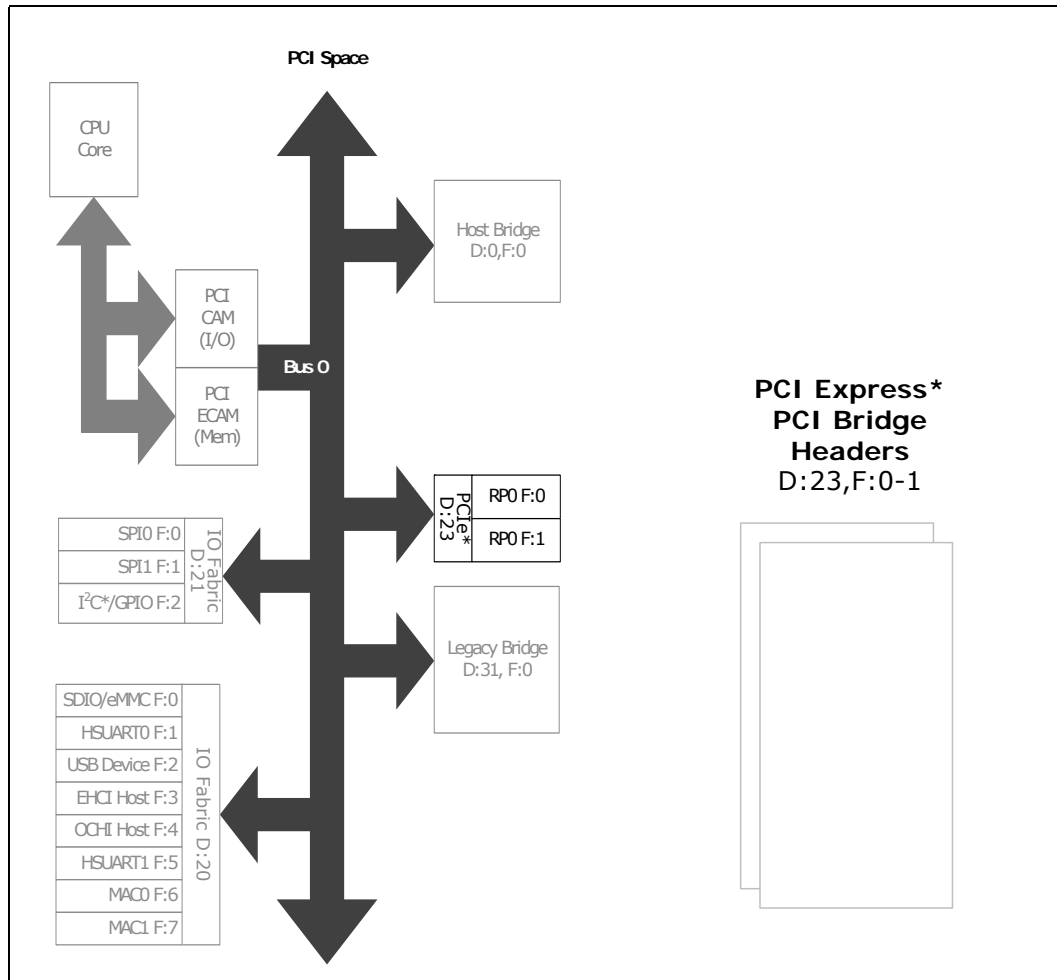 PCI Space
CPU
Core
Host Bridge
D:0,F:0
PCI
CAM
(I/O)
Bus 0
PCI
ECAM
(Mem)
PCI Express*
PCI Bridge
Headers
D:23,F:0-1
PCIe*
D:23
RP0 F:0
RP0 F:1
SPI0 F:0
SPI1 F:1
I²C*/GPIO F:2
IO Fabric
D:21
Legacy Bridge
D:31, F:0
SDIO/eMMC F:0
HSUART0 F:1
USB Device F:2
EHCI Host F:3
OCHI Host F:4
HSUART1 F:5
MAC0 F:6
MAC1 F:7
IO Fabric D:20